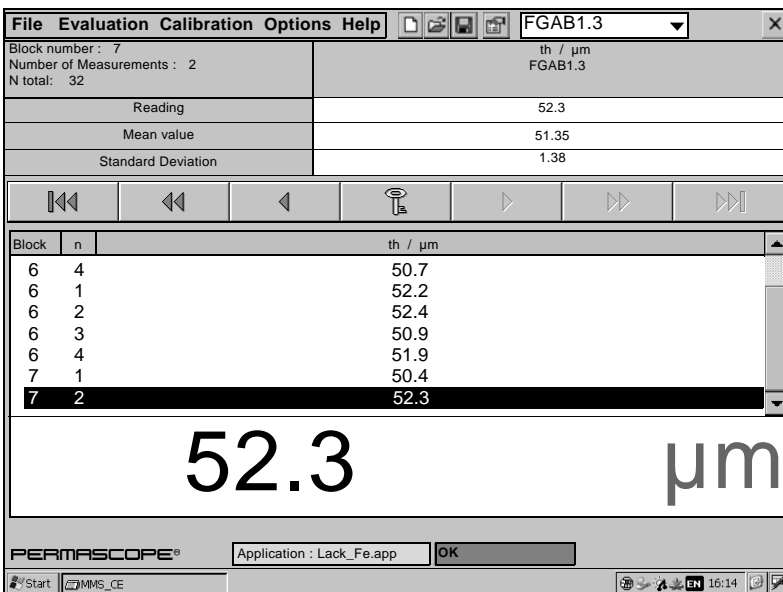 File Evaluation Calibration Options Help FGAB1.3
Block number : 7
Number of Measurements : 2
N total: 32
th / µm
FGAB1.3
Reading 52.3
Mean value 51.35
Standard Deviation 1.38
Block n th / µm
6 4 50.7
6 1 52.2
6 2 52.4
6 3 50.9
6 4 51.9
7 1 50.4
7 2 52.3
52.3 µm
PERMASCOPE® Application : Lack_Fe.app OK
Start MMS_CE EN 16:14